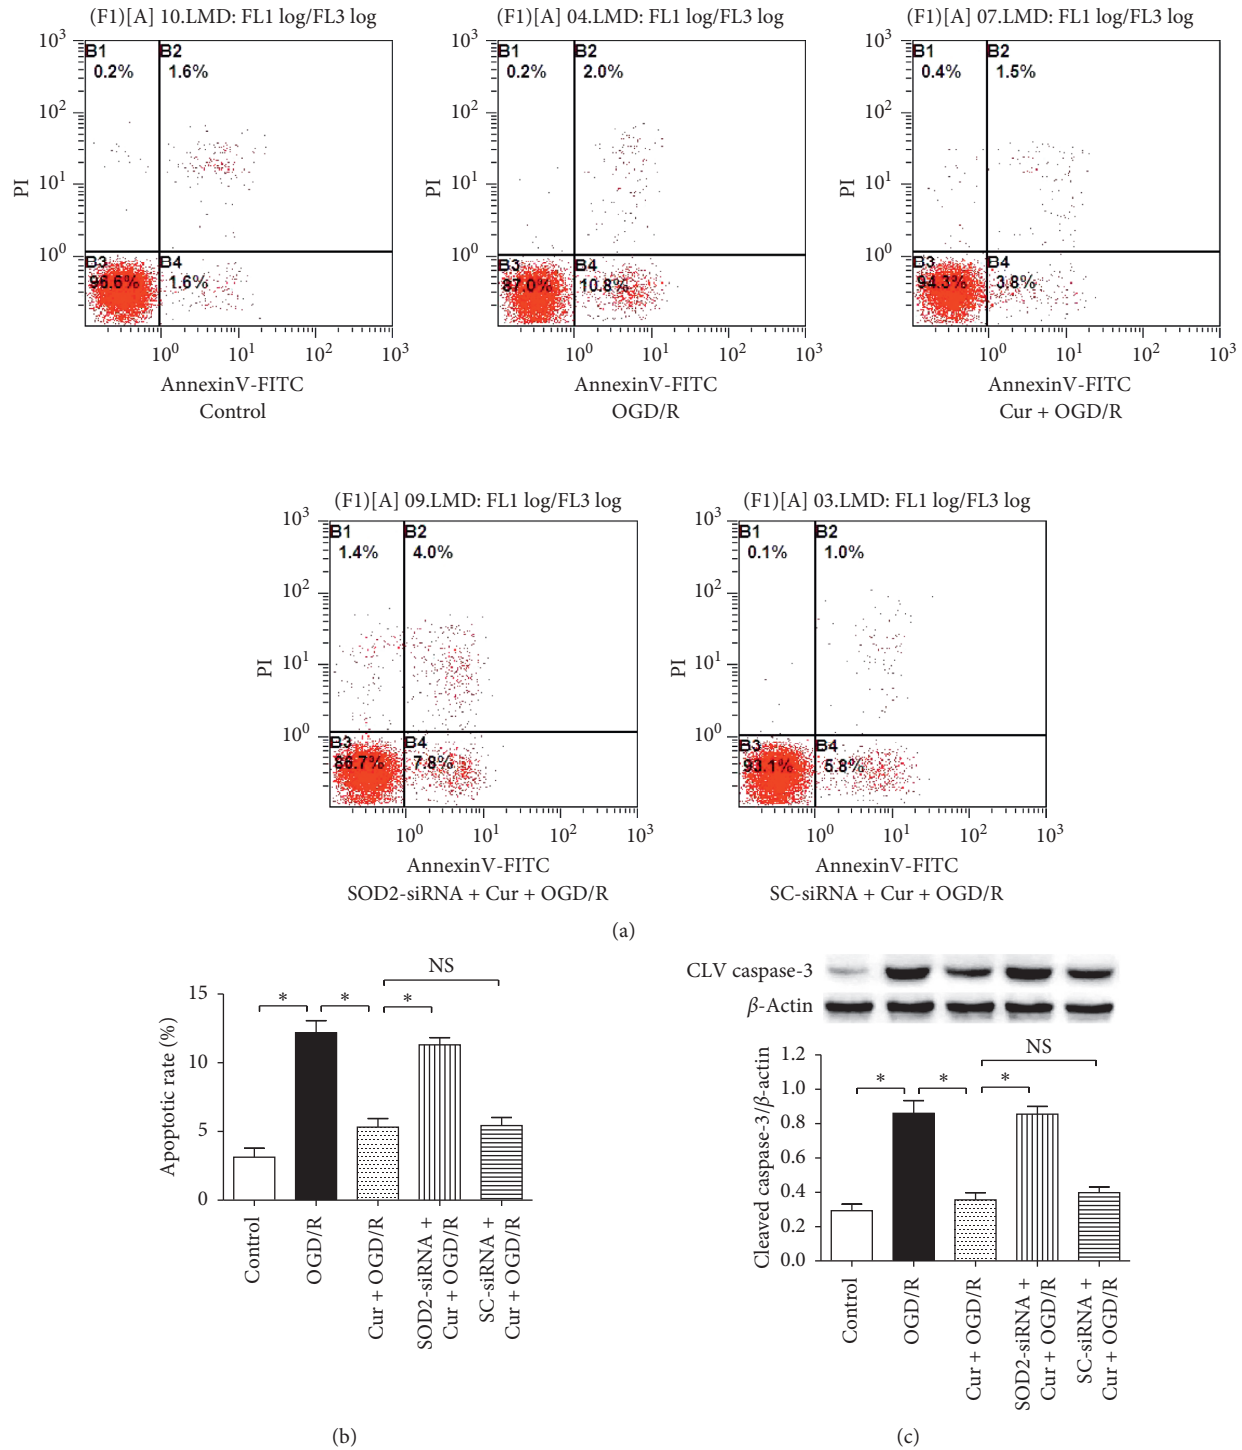 (F1)[A] 10.LMD: FL1 log/FL3 log
10³
10²
10¹
10⁰
PI
B1
0.2%
B2
1.6%
B3
96.6%
B4
1.6%
10⁰ 10¹ 10² 10³
AnnexinV-FITC
Control
(F1)[A] 04.LMD: FL1 log/FL3 log
10³
10²
10¹
10⁰
PI
B1
0.2%
B2
2.0%
B3
87.0%
B4
10.8%
10⁰ 10¹ 10² 10³
AnnexinV-FITC
OGD/R
(F1)[A] 07.LMD: FL1 log/FL3 log
10³
10²
10¹
10⁰
PI
B1
0.4%
B2
1.5%
B3
94.3%
B4
3.8%
10⁰ 10¹ 10² 10³
AnnexinV-FITC
Cur + OGD/R
(F1)[A] 09.LMD: FL1 log/FL3 log
10³
10²
10¹
10⁰
PI
B1
1.4%
B2
4.0%
B3
86.7%
B4
7.8%
10⁰ 10¹ 10² 10³
AnnexinV-FITC
SOD2-siRNA + Cur + OGD/R
(F1)[A] 03.LMD: FL1 log/FL3 log
10³
10²
10¹
10⁰
PI
B1
0.1%
B2
1.0%
B3
93.1%
B4
5.8%
10⁰ 10¹ 10² 10³
AnnexinV-FITC
SC-siRNA + Cur + OGD/R
(a)
NS
* * *
15
10
5
0
Apoptotic rate (%)
Control
OGD/R
Cur + OGD/R
SOD2-siRNA +
Cur + OGD/R
SC-siRNA +
Cur + OGD/R
(b)
CLV caspase-3
β-Actin
NS
* * *
1.2
1.0
0.8
0.6
0.4
0.2
0.0
Cleaved caspase-3/β-actin
Control
OGD/R
Cur + OGD/R
SOD2-siRNA +
Cur + OGD/R
SC-siRNA +
Cur + OGD/R
(c)